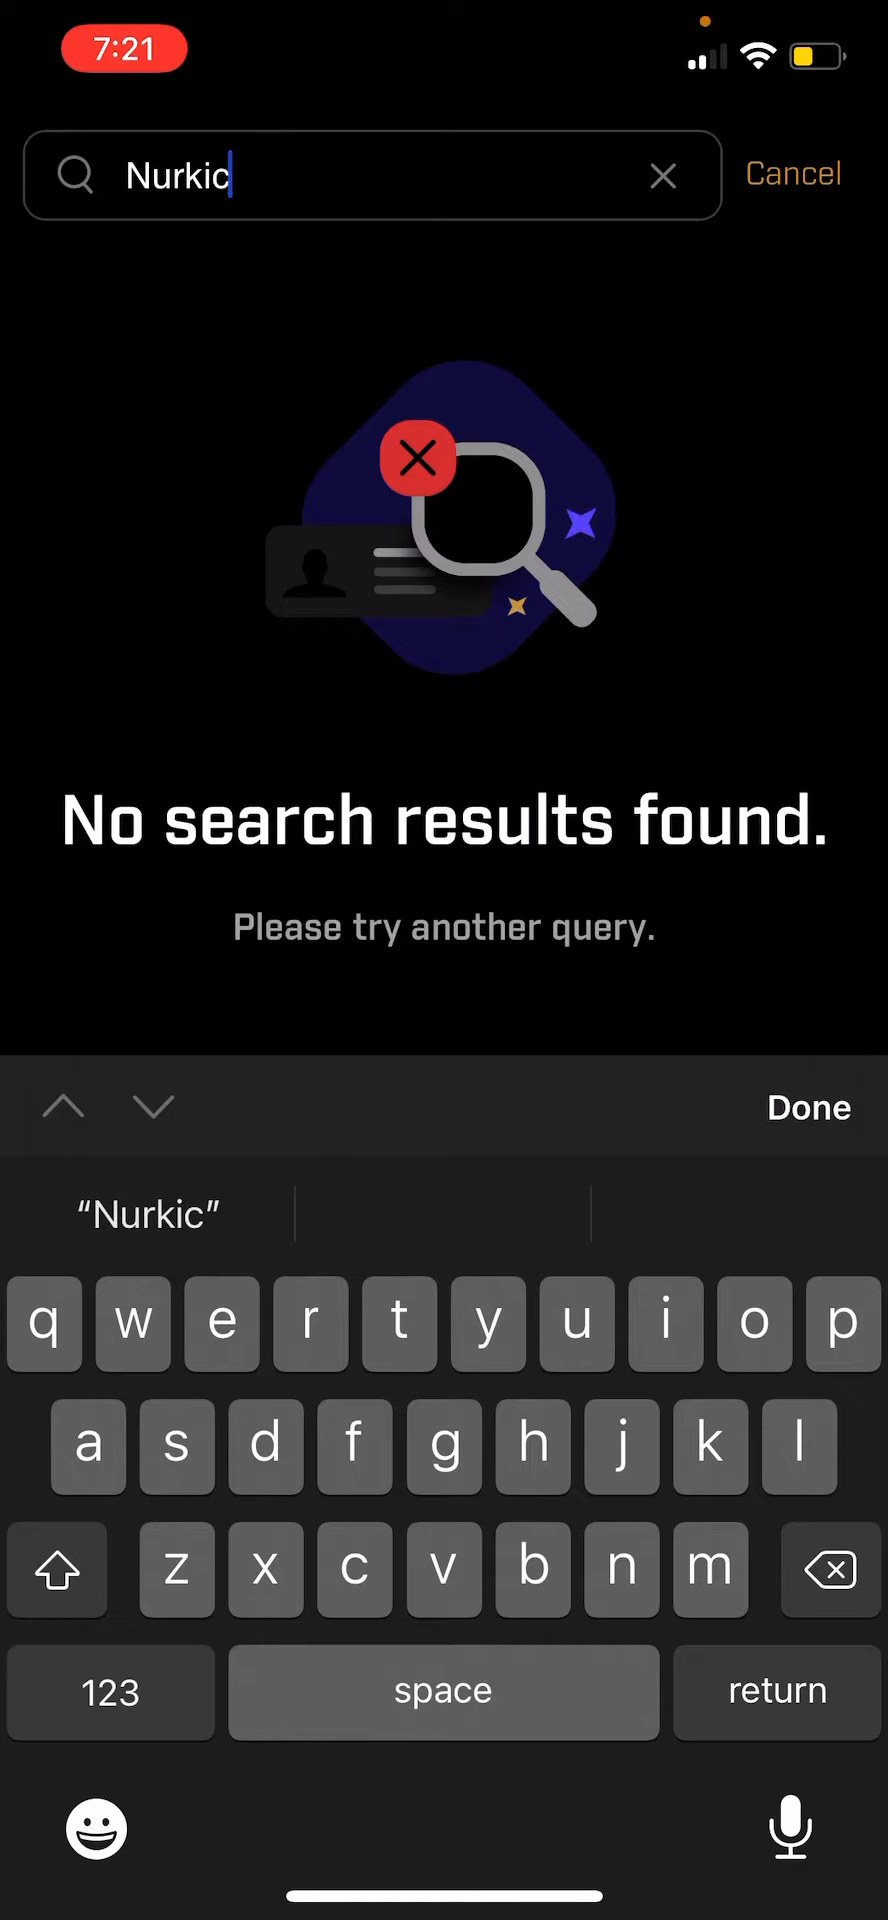 7:21
Nurkic
Cancel
No search results found.
Please try another query.
Done
“Nurkic”
q w e r t y u i o p
a s d f g h j k l
z x c v b n m
123 space return